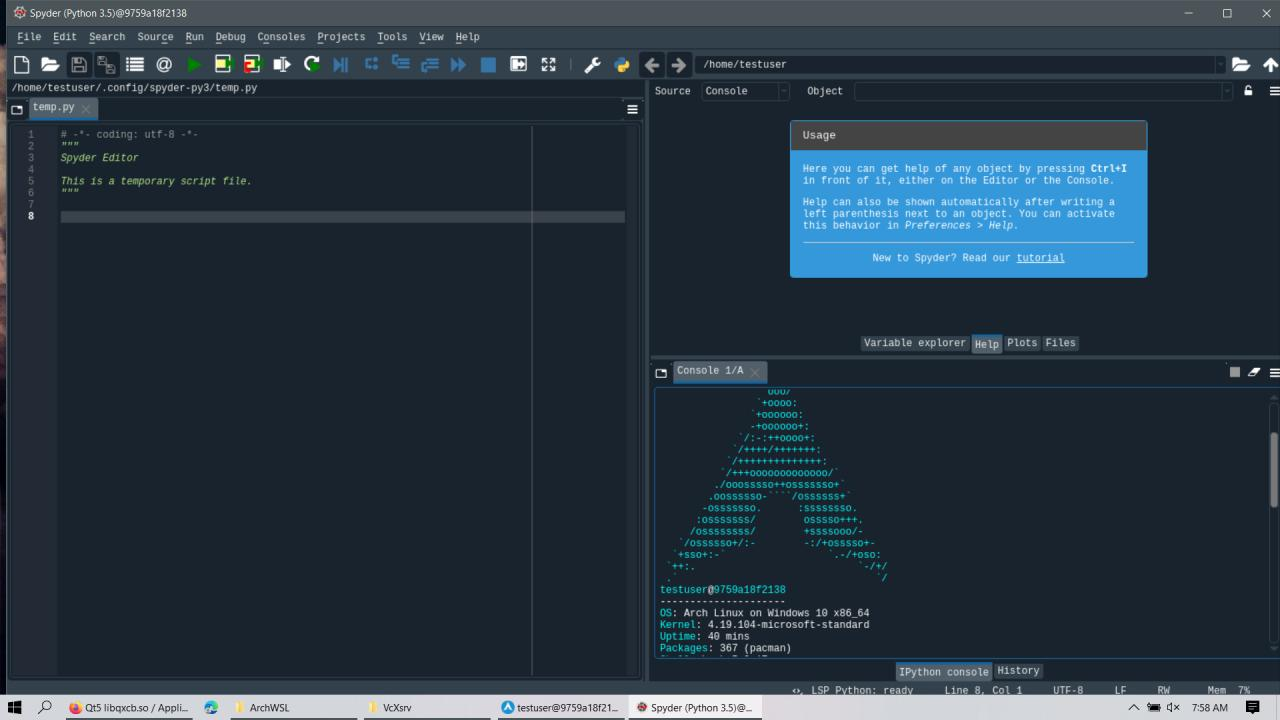 Spyder (Python 3.5)@9759a18f2138
File Edit Search Source Run Debug Consoles Projects Tools View Help
/home/testuser
/home/testuser/.config/spyder-py3/temp.py
temp.py
1 # -*- coding: utf-8 -*-
2 """
3 Spyder Editor
4
5 This is a temporary script file.
6 """
7
8
Source Console Object
Usage
Here you can get help of any object by pressing Ctrl+I
in front of it, either on the Editor or the Console.
Help can also be shown automatically after writing a
left parenthesis next to an object. You can activate
this behavior in Preferences > Help.
New to Spyder? Read our tutorial
Variable explorer Help Plots Files
Console 1/A
`ooo/
`+oooo:
`+oooooo:
-+oooooo+:
`/:-:++oooo+:
`/++++/+++++++:
`/++++++++++++++:
`/+++ooooooooooooo/`
./ooosssso++osssssso+`
.oossssso-````/ossssss+`
-osssssso.      :ssssssso.
:osssssss/        osssso+++.
/ossssssss/        +ssssooo/-
`/ossssso+/:-        -:/+osssso+-
`+sso+:-`                 `.-/+oso:
`++:.                           `-/+/
.`                                 `/
testuser@9759a18f2138
---------------------
OS: Arch Linux on Windows 10 x86_64
Kernel: 4.19.104-microsoft-standard
Uptime: 40 mins
Packages: 367 (pacman)
IPython console History
LSP Python: ready Line 8, Col 1 UTF-8 LF RW Mem 7%
Qt5 libqxcb.so / Appli... ArchWSL VcXsrv testuser@9759a18f21... Spyder (Python 3.5)@... 7:58 AM